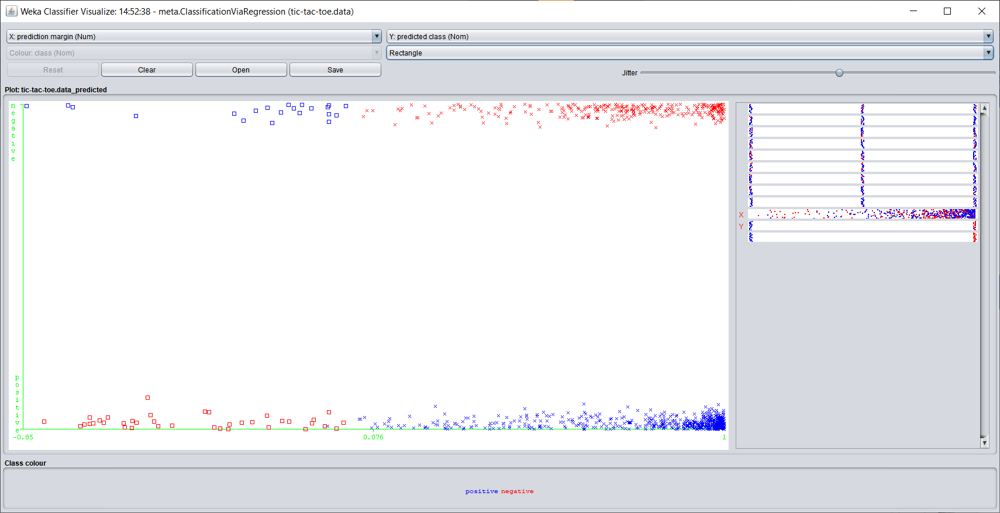 Weka Classifier Visualize: 14:52:38 - meta.ClassificationViaRegression (tic-tac-toe.data)
X: prediction margin (Num)
Y: predicted class (Nom)
Colour: class (Nom)
Rectangle
Reset
Clear
Open
Save
Jitter
Plot: tic-tac-toe.data_predicted
negative
positive
-0.85
0.076
1
X
Y
Class colour
positive negative